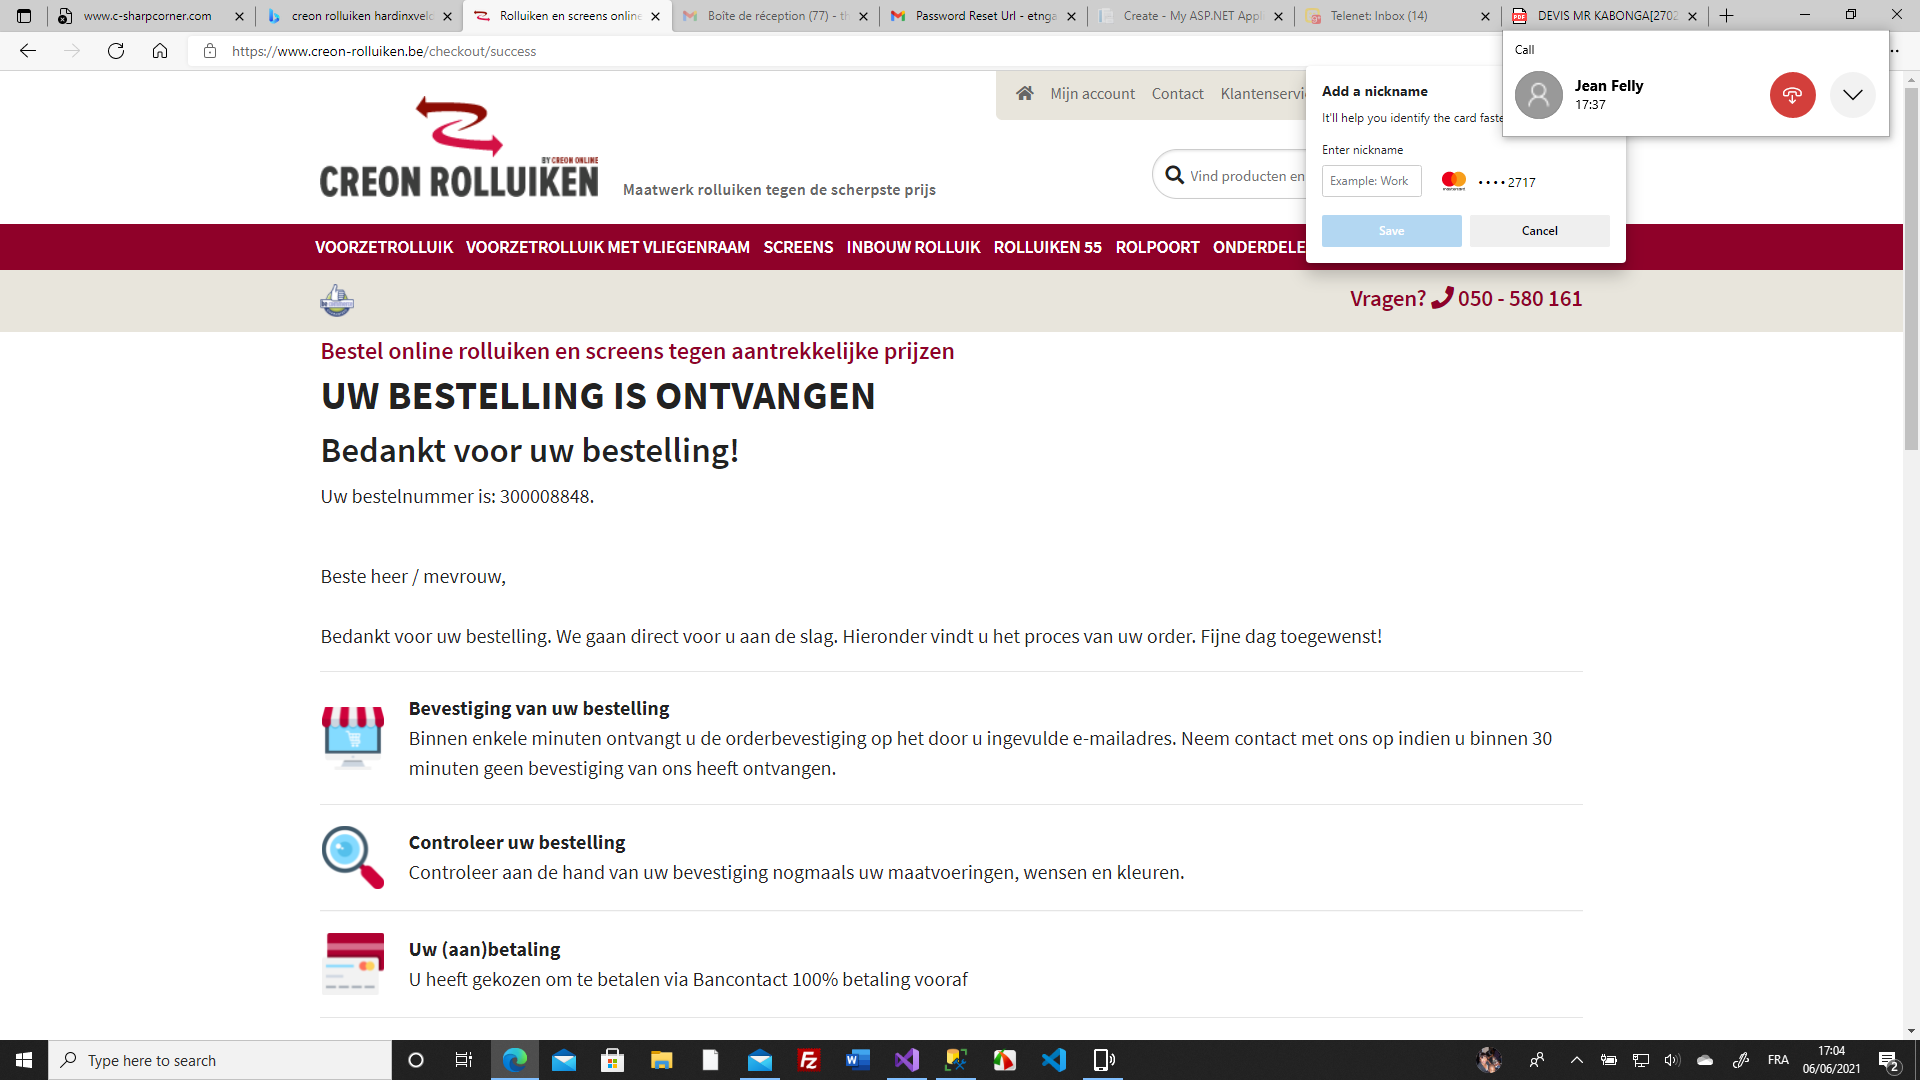 www.c-sharpcorner.com
creon rolluiken hardinxveld
Rolluiken en screens online
Boîte de réception (77) - th
Password Reset Url - etnga
Create - My ASP.NET Appli
Telenet: Inbox (14)
DEVIS MR KABONGA[2702
https://www.creon-rolluiken.be/checkout/success
Call
Jean Felly
17:37
Add a nickname
It'll help you identify the card faste
Enter nickname
Example: Work
•••• 2717
Save
Cancel
Mijn account
Contact
Klantenservi
BY CREON ONLINE
CREON ROLLUIKEN
Maatwerk rolluiken tegen de scherpste prijs
Vind producten en
VOORZETROLLUIK
VOORZETROLLUIK MET VLIEGENRAAM
SCREENS
INBOUW ROLLUIK
ROLLUIKEN 55
ROLPOORT
ONDERDELE
Vragen? 050 - 580 161
Bestel online rolluiken en screens tegen aantrekkelijke prijzen
UW BESTELLING IS ONTVANGEN
Bedankt voor uw bestelling!
Uw bestelnummer is: 300008848.
Beste heer / mevrouw,
Bedankt voor uw bestelling. We gaan direct voor u aan de slag. Hieronder vindt u het proces van uw order. Fijne dag toegewenst!
Bevestiging van uw bestelling
Binnen enkele minuten ontvangt u de orderbevestiging op het door u ingevulde e-mailadres. Neem contact met ons op indien u binnen 30
minuten geen bevestiging van ons heeft ontvangen.
Controleer uw bestelling
Controleer aan de hand van uw bevestiging nogmaals uw maatvoeringen, wensen en kleuren.
Uw (aan)betaling
U heeft gekozen om te betalen via Bancontact 100% betaling vooraf
Type here to search
FRA
17:04
06/06/2021
2